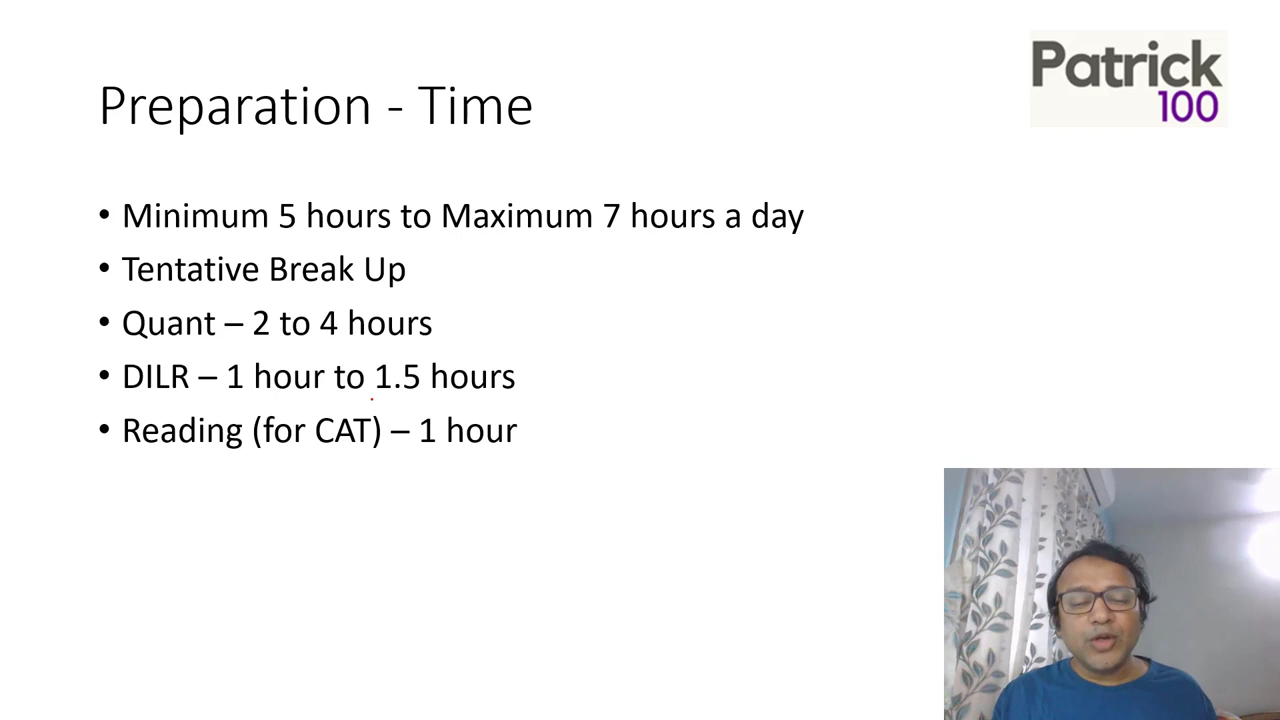 Patrick
100
Preparation - Time
• Minimum 5 hours to Maximum 7 hours a day
• Tentative Break Up
• Quant – 2 to 4 hours
• DILR – 1 hour to 1.5 hours
• Reading (for CAT) – 1 hour